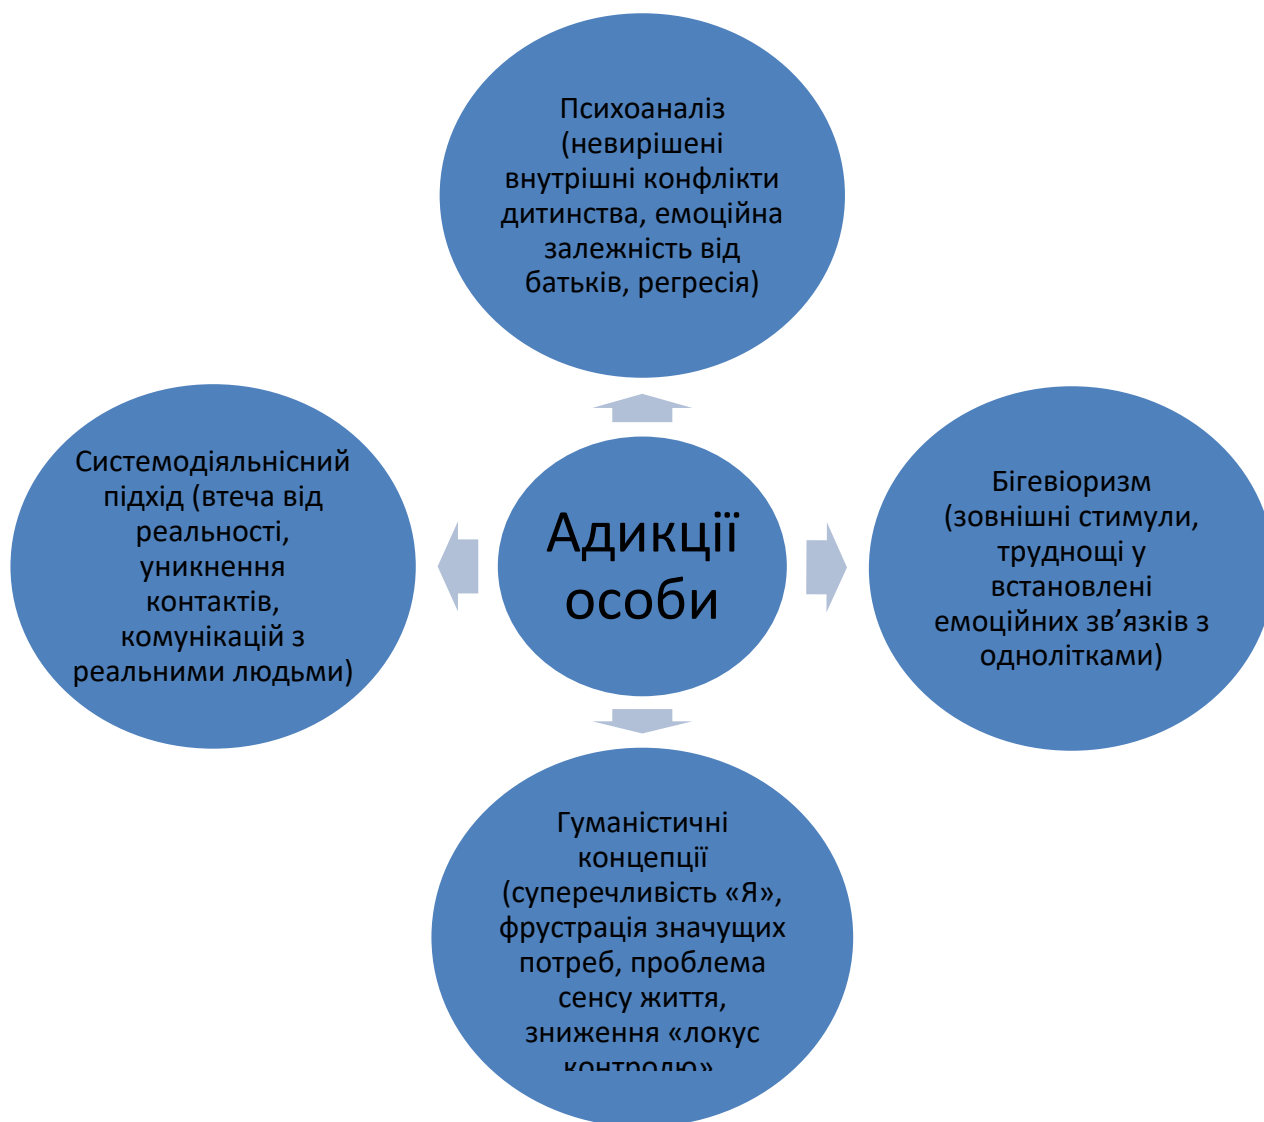 Психоаналіз
(невирішені
внутрішні конфлікти
дитинства, емоційна
залежність від
батьків, регресія)
Системодіяльнісний
підхід (втеча від
реальності,
уникнення
контактів,
комунікацій з
реальними людьми)
Адикції
особи
Бігевіоризм
(зовнішні стимули,
труднощі у
встановлені
емоційних зв’язків з
однолітками)
Гуманістичні
концепції
(суперечливість «Я»,
фрустрація значущих
потреб, проблема
сенсу життя,
зниження «локус
контролю»